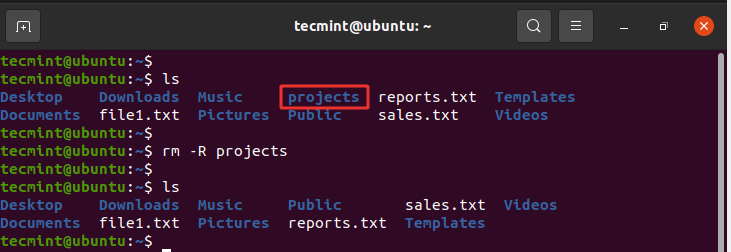 tecmint@ubuntu: ~
tecmint@ubuntu:~$
tecmint@ubuntu:~$ ls
Desktop Downloads Music projects reports.txt Templates
Documents file1.txt Pictures Public sales.txt Videos
tecmint@ubuntu:~$
tecmint@ubuntu:~$ rm -R projects
tecmint@ubuntu:~$
tecmint@ubuntu:~$ ls
Desktop Downloads Music Public sales.txt Videos
Documents file1.txt Pictures reports.txt Templates
tecmint@ubuntu:~$